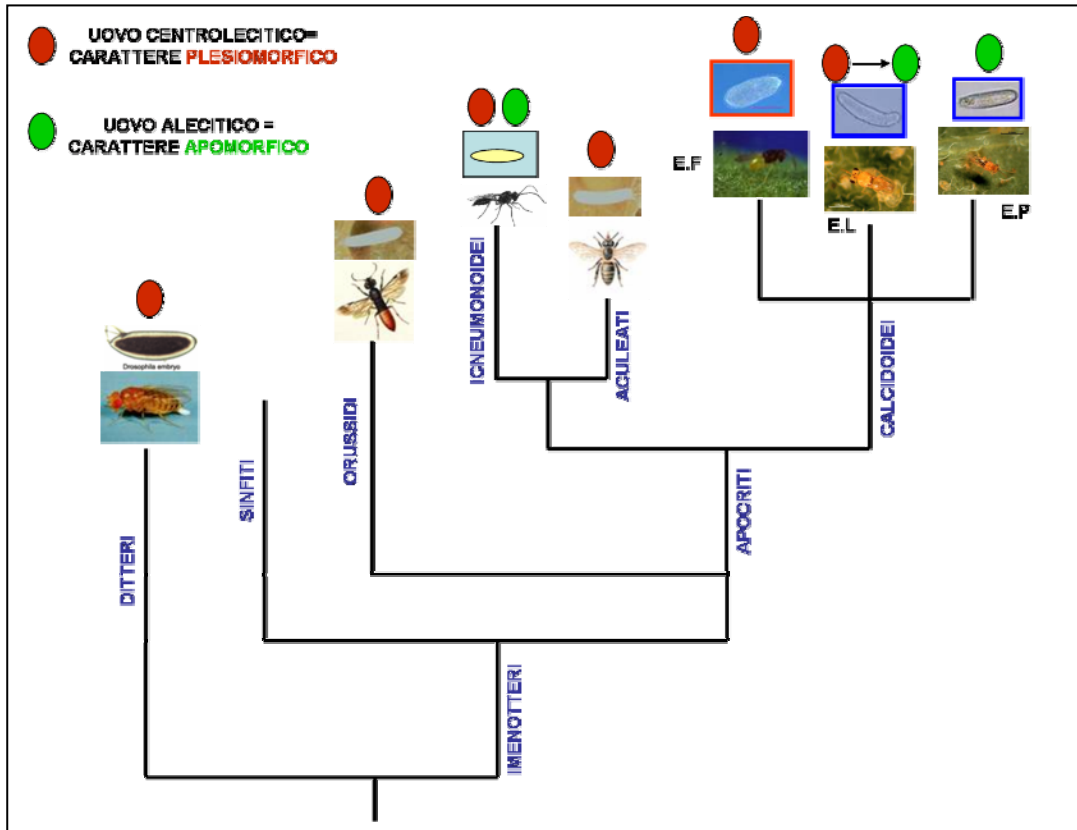 UOVO CENTROLECITICO=
CARATTERE PLESIOMORFICO
UOVO ALECITICO =
CARATTERE APOMORFICO
E.F
E.L
E.P
Drosophila embryo
DITTERI
SINFITI
ORUSSIDI
ICNEUMONOIDEI
ACULEATI
CALCIDOIDEI
APOCRITI
IMENOTTERI